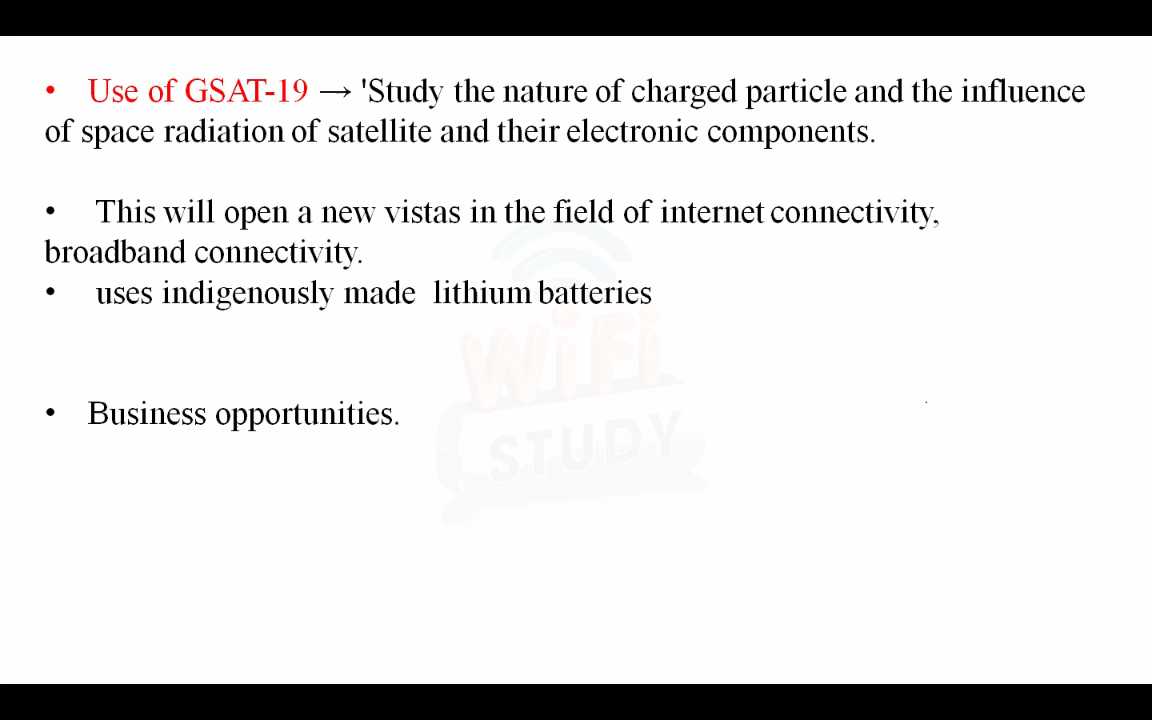 • Use of GSAT-19 → 'Study the nature of charged particle and the influence
of space radiation of satellite and their electronic components.
• This will open a new vistas in the field of internet connectivity,
broadband connectivity.
• uses indigenously made lithium batteries
WiFi
STUDY
• Business opportunities.